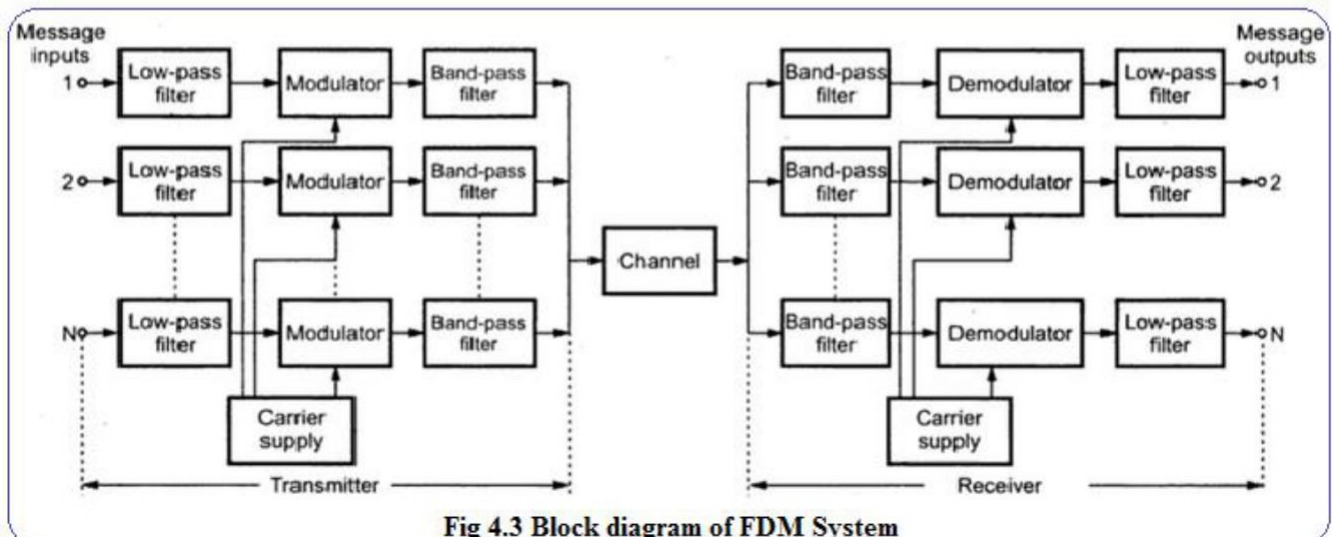 Message
inputs
Message
outputs
1
Low-pass
filter
Modulator
Band-pass
filter
Band-pass
filter
Demodulator
Low-pass
filter
1
2
Low-pass
filter
Modulator
Band-pass
filter
Band-pass
filter
Demodulator
Low-pass
filter
2
Channel
N
Low-pass
filter
Modulator
Band-pass
filter
Band-pass
filter
Demodulator
Low-pass
filter
N
Carrier
supply
Carrier
supply
Transmitter
Receiver
Fig 4.3 Block diagram of FDM System